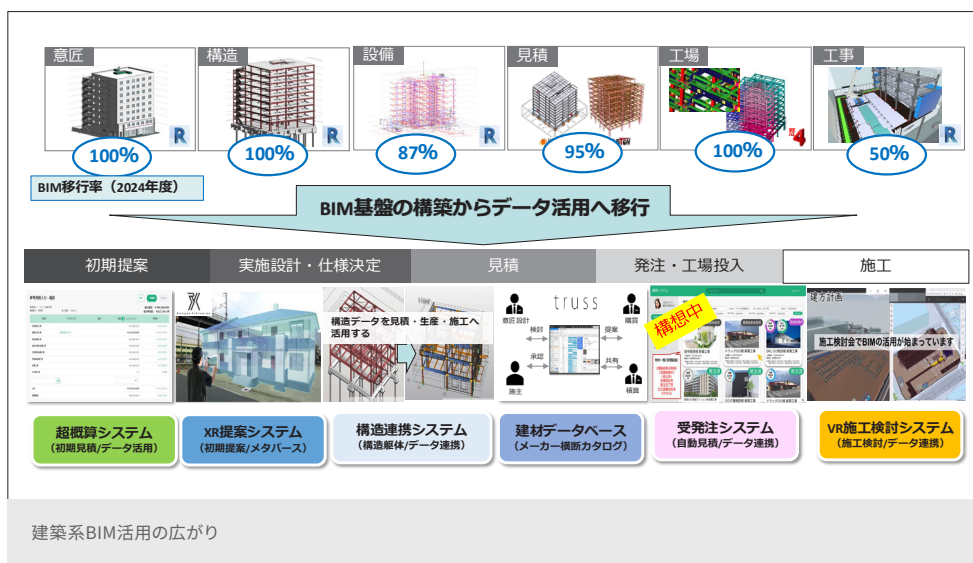 意匠
構造
設備
見積
工場
工事
R
R
R
R
4
100%
100%
87%
95%
100%
50%
BIM移行率（2024年度）
BIM基盤の構築からデータ活用へ移行
初期提案
実施設計・仕様決定
見積
発注・工場投入
施工
構造データを見積・生産・施工へ
活用する
truss
意匠設計
購買
検討
提案
承認
共有
施主
積算
構想中
建方計画
施工検討会でBIMの活用が始まっています
超概算システム
（初期見積/データ活用）
XR提案システム
（初期提案/メタバース）
構造連携システム
（構造躯体/データ連携）
建材データベース
（メーカー横断カタログ）
受発注システム
（自動見積/データ連携）
VR施工検討システム
（施工検討/データ連携）
建築系BIM活用の広がり